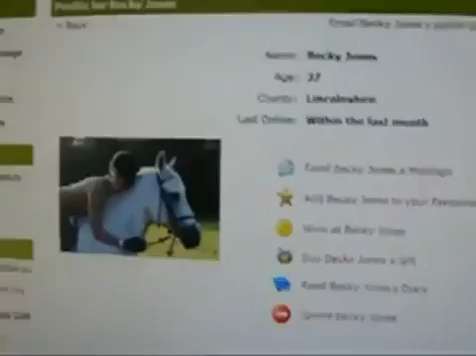 Profile for Becky Jones
< Back
Name: Becky Jones
Age: 37
County: Lincolnshire
Last Online: Within the last month
Send Becky Jones a Message
Add Becky Jones to your Favourites
Wink at Becky Jones
Give Becky Jones a Gift
Read Becky Jones's Diary
Ignore Becky Jones